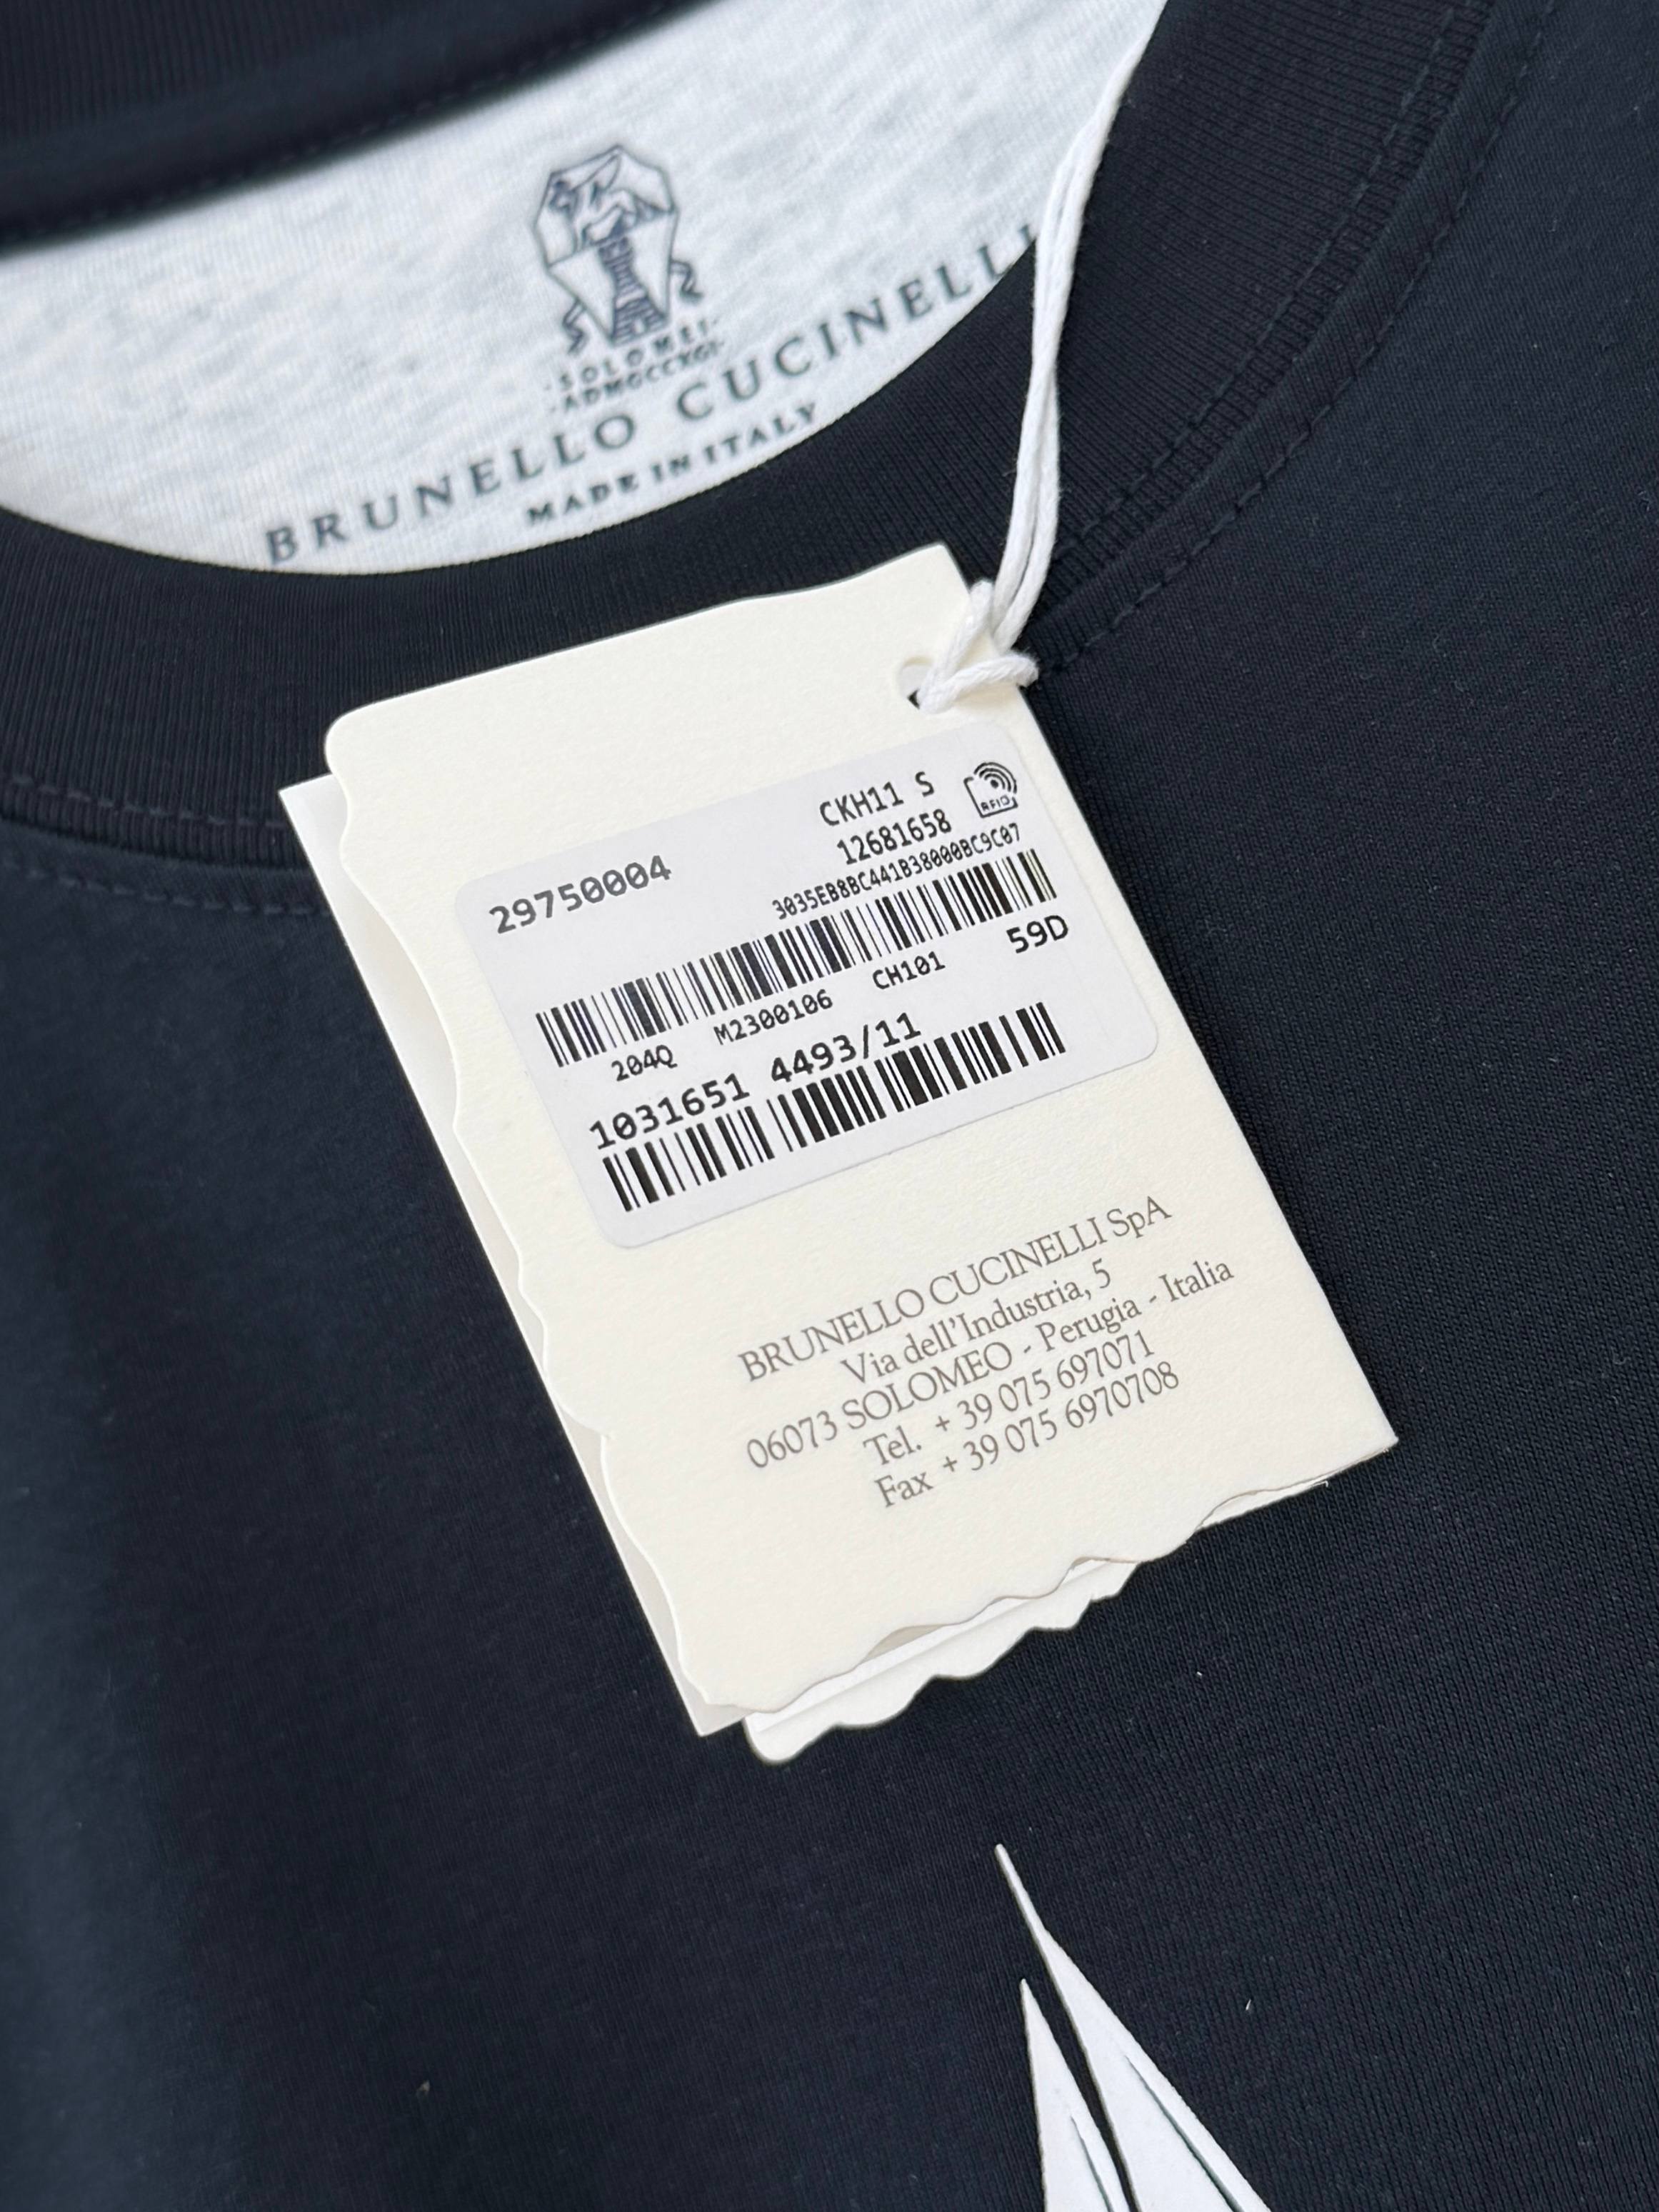 ·SOLOMEI·
·ADMCCCXCI·
BRUNELLO CUCINELLI
MADE IN ITALY
CKH11 S
RFID
12681658
29750004
3035EB8BC441B38000BC9C07
59D
204Q M2300106 CH101
1031651 4493/11
BRUNELLO CUCINELLI SpA
Via dell'Industria, 5
06073 SOLOMEO - Perugia - Italia
Tel. + 39 075 697071
Fax + 39 075 6970708